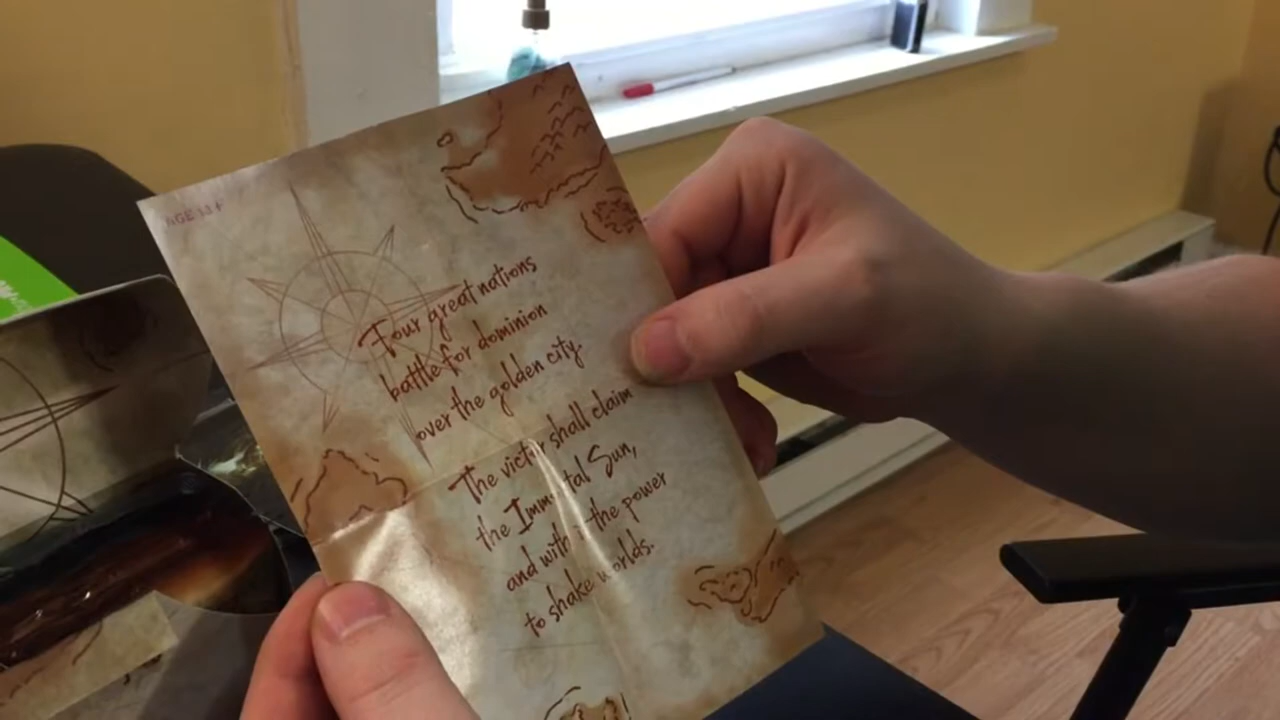 AGE 13+
Four great nations
battle for dominion
over the golden city.
The victor shall claim
the Immortal Sun,
and with it the power
to shake worlds.